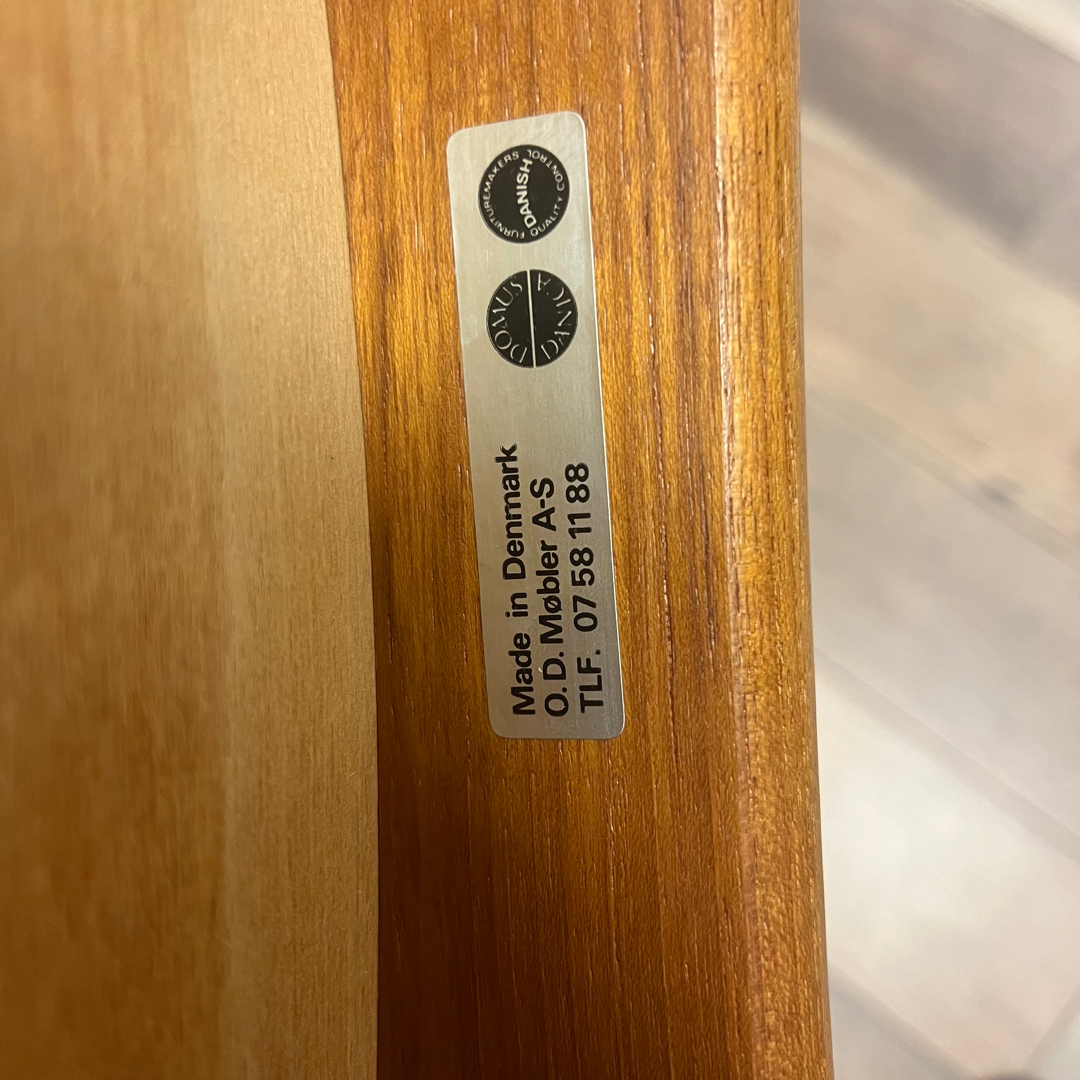 DANISH
FURNITUREMAKERS QUALITY CONTROL
DOMUS
DANICA
Made in Denmark
O.D. Møbler A-S
TLF. 07 58 11 88